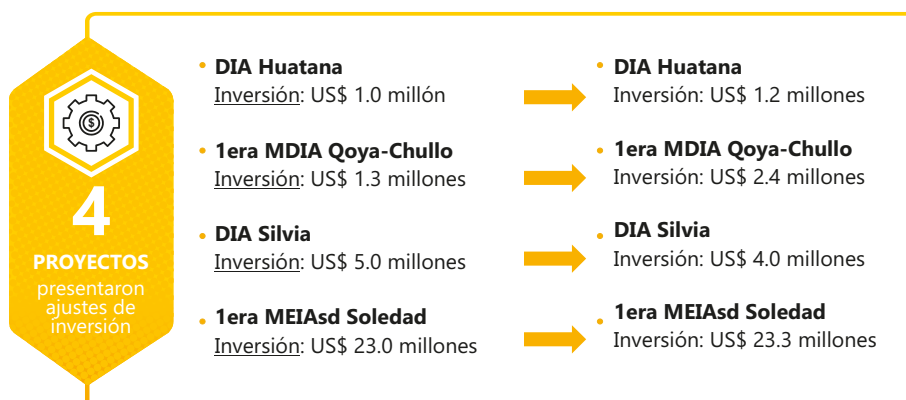 $
4
PROYECTOS
presentaron
ajustes de
inversión
• DIA Huatana
Inversión: US$ 1.0 millón
• DIA Huatana
Inversión: US$ 1.2 millones
• 1era MDIA Qoya-Chullo
Inversión: US$ 1.3 millones
• 1era MDIA Qoya-Chullo
Inversión: US$ 2.4 millones
• DIA Silvia
Inversión: US$ 5.0 millones
• DIA Silvia
Inversión: US$ 4.0 millones
• 1era MEIAsd Soledad
Inversión: US$ 23.0 millones
• 1era MEIAsd Soledad
Inversión: US$ 23.3 millones